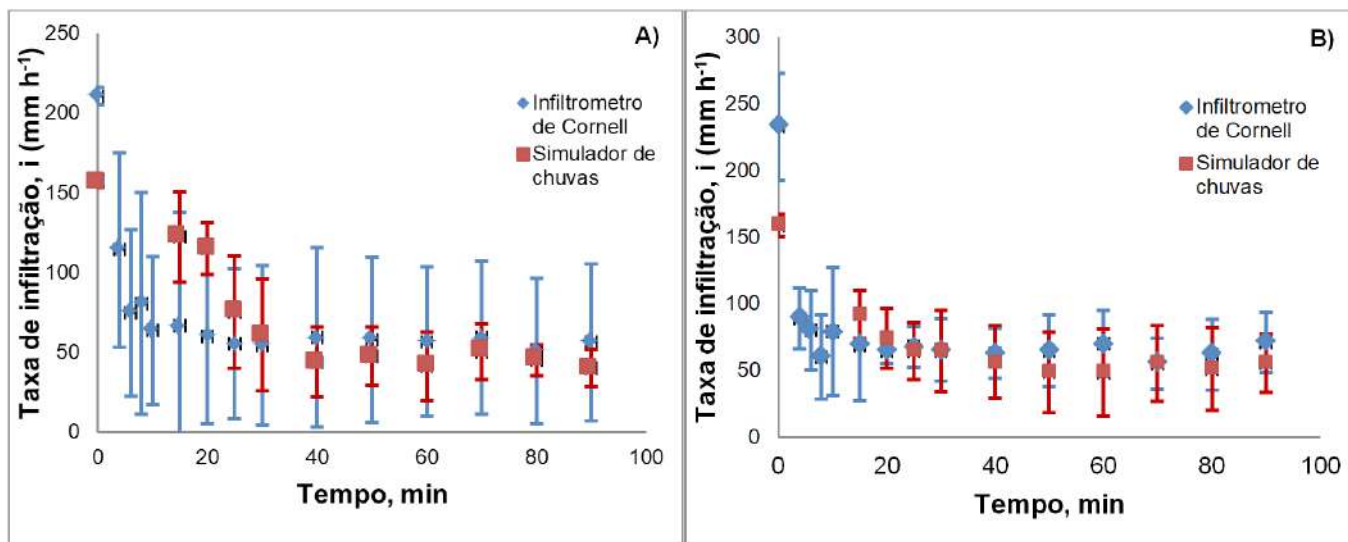 A)
Taxa de infiltração, i (mm h-1)
250
200
150
100
50
0
Infiltrometro
de Cornell
Simulador de
chuvas
0 20 40 60 80 100
Tempo, min
B)
Taxa de infiltração, i (mm h-1)
300
250
200
150
100
50
0
Infiltrometro
de Cornell
Simulador de
chuvas
0 20 40 60 80 100
Tempo, min